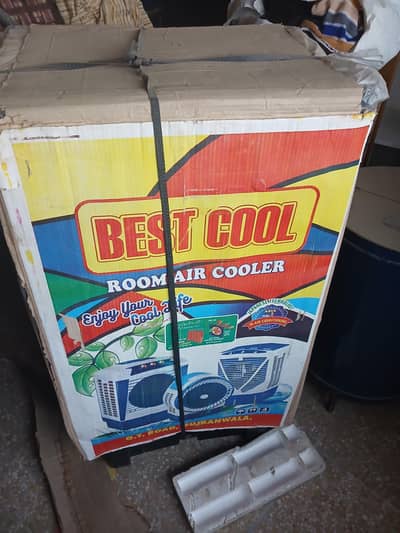 BEST COOL
ROOM AIR COOLER
Enjoy Your
Cool Life
G.T. ROAD, GUJRANWALA.